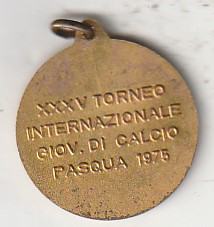 XXXV TORNEO
INTERNAZIONALE
GIOV. DI CALCIO
PASQUA 1975